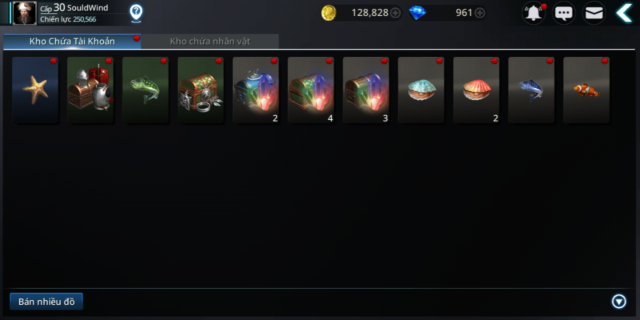 Cấp 30 SouldWind
Chiến lực 250,566
128,828
961
Kho Chứa Tài Khoản
Kho chứa nhân vật
2
4
3
2
Bán nhiều đồ